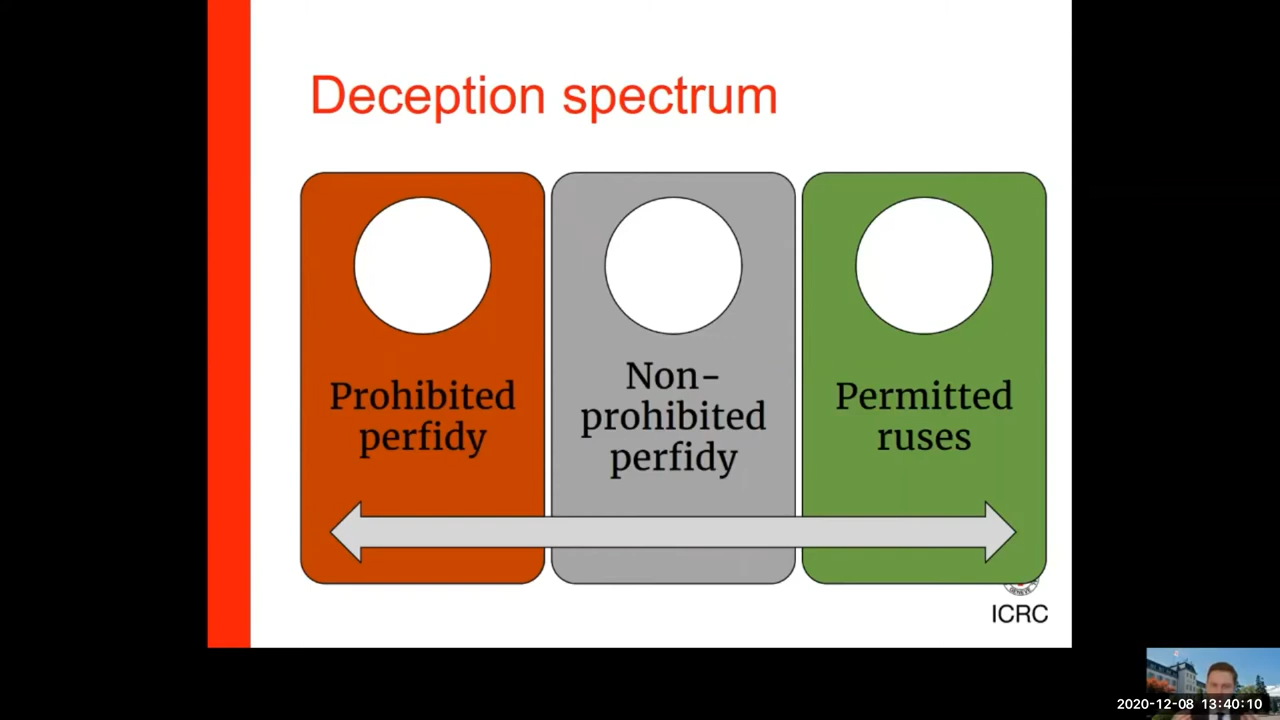 Deception spectrum
Prohibited
perfidy
Non-
prohibited
perfidy
Permitted
ruses
ICRC
2020-12-08 13:40:10